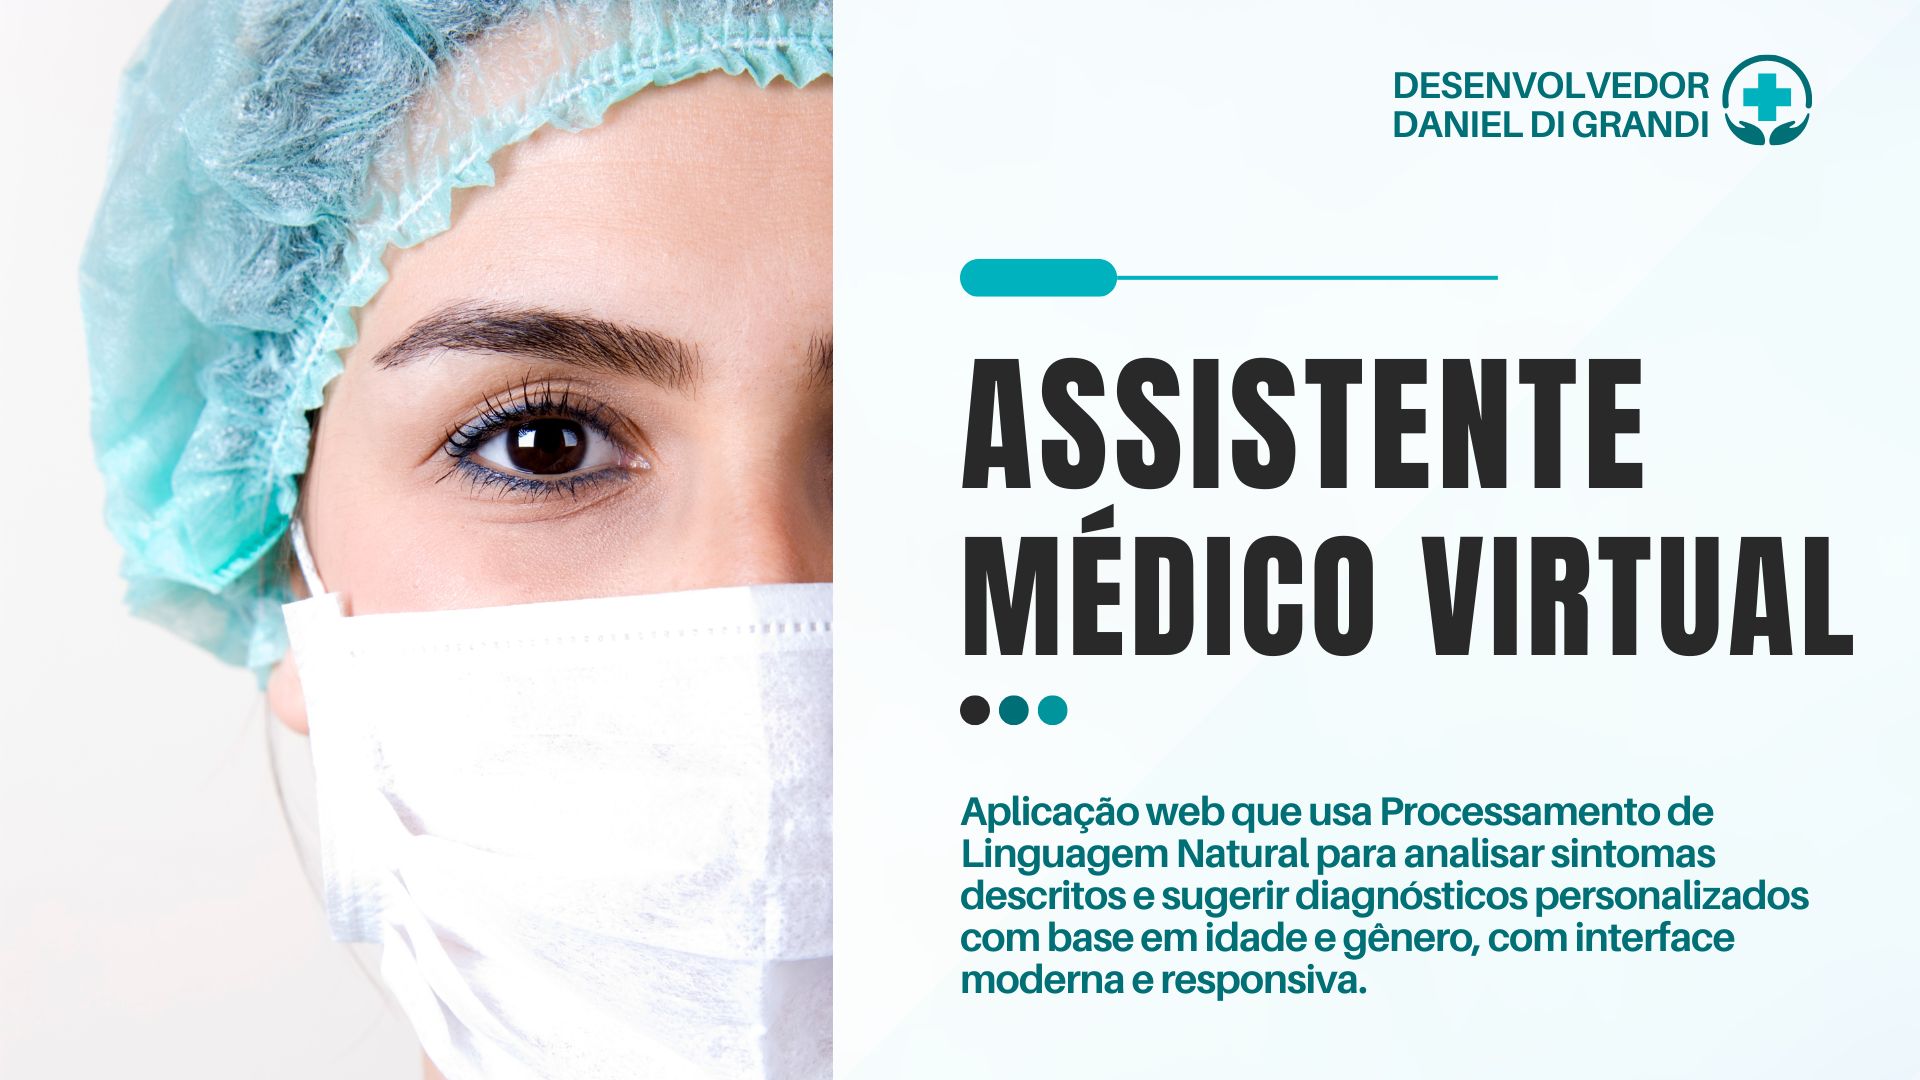 DESENVOLVEDOR
DANIEL DI GRANDI
ASSISTENTE
MÉDICO VIRTUAL
Aplicação web que usa Processamento de
Linguagem Natural para analisar sintomas
descritos e sugerir diagnósticos personalizados
com base em idade e gênero, com interface
moderna e responsiva.